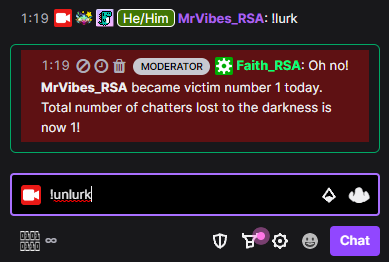 1:19 He/Him MrVibes_RSA: !lurk
1:19 MODERATOR Faith_RSA: Oh no!
MrVibes_RSA became victim number 1 today.
Total number of chatters lost to the darkness is
now 1!
!unlurk
∞ Chat